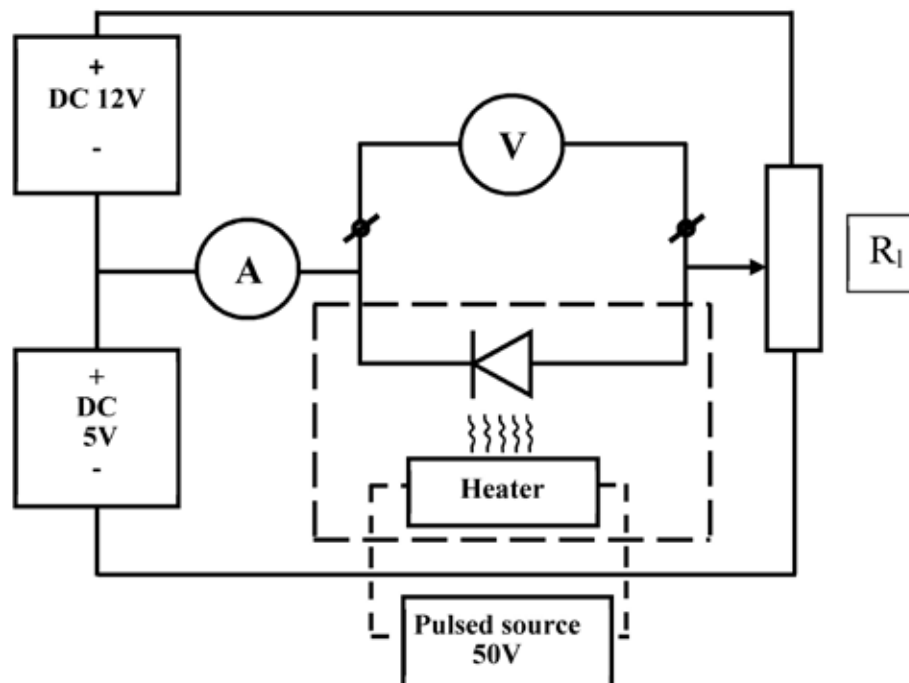 +
DC 12V
-
V
A
R₁
+
DC
5V
-
Heater
Pulsed source
50V